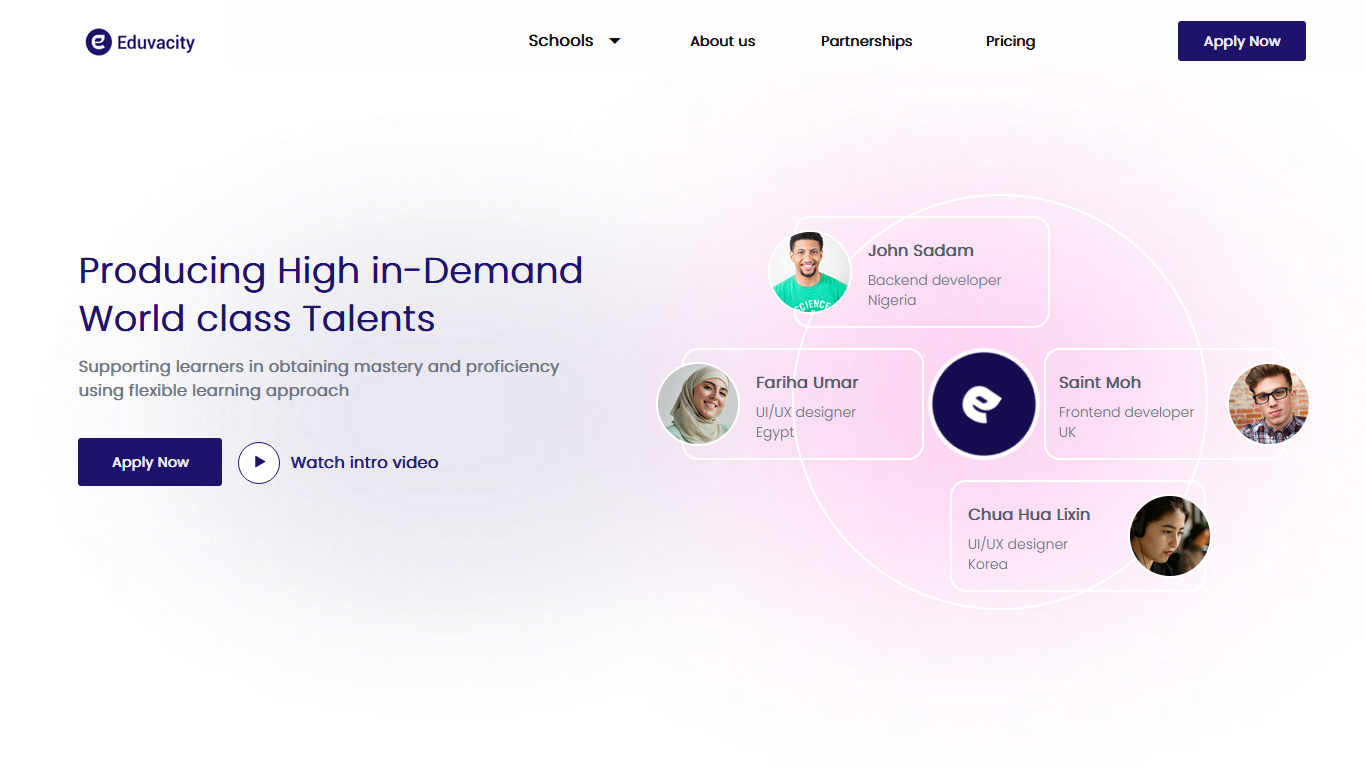 Eduvacity
Schools
About us
Partnerships
Pricing
Apply Now
Producing High in-Demand
World class Talents
Supporting learners in obtaining mastery and proficiency
using flexible learning approach
Apply Now
Watch intro video
John Sadam
Backend developer
Nigeria
SCIENCE
Fariha Umar
UI/UX designer
Egypt
Saint Moh
Frontend developer
UK
Chua Hua Lixin
UI/UX designer
Korea